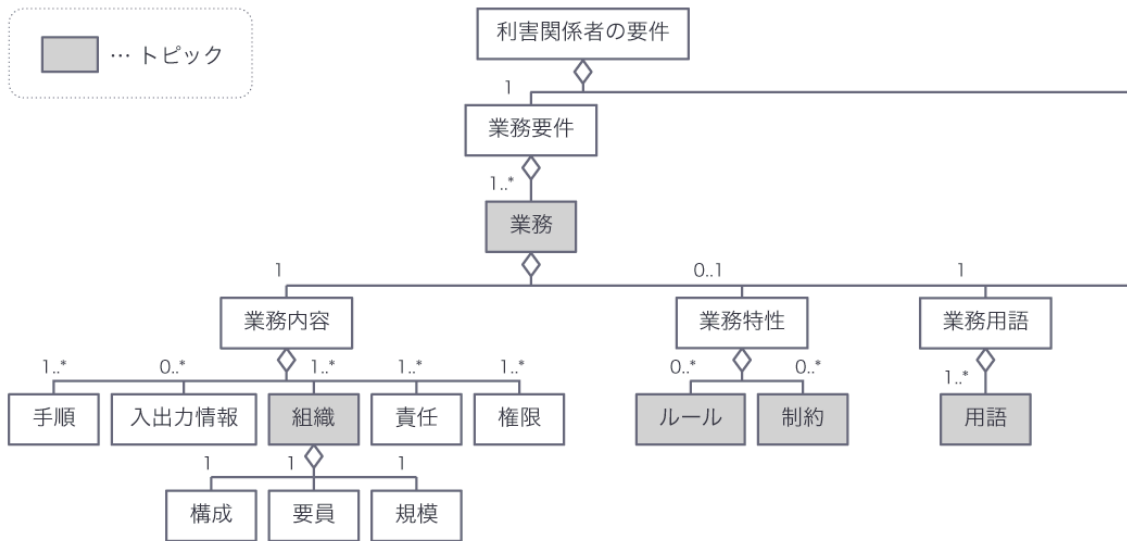 利害関係者の要件
… トピック
1
業務要件
1..*
業務
1
0..1
1
業務内容
業務特性
業務用語
1..*
0..*
1..*
1..*
1..*
0..*
0..*
1..*
手順
入出力情報
組織
責任
権限
ルール
制約
用語
1
1
1
構成
要員
規模